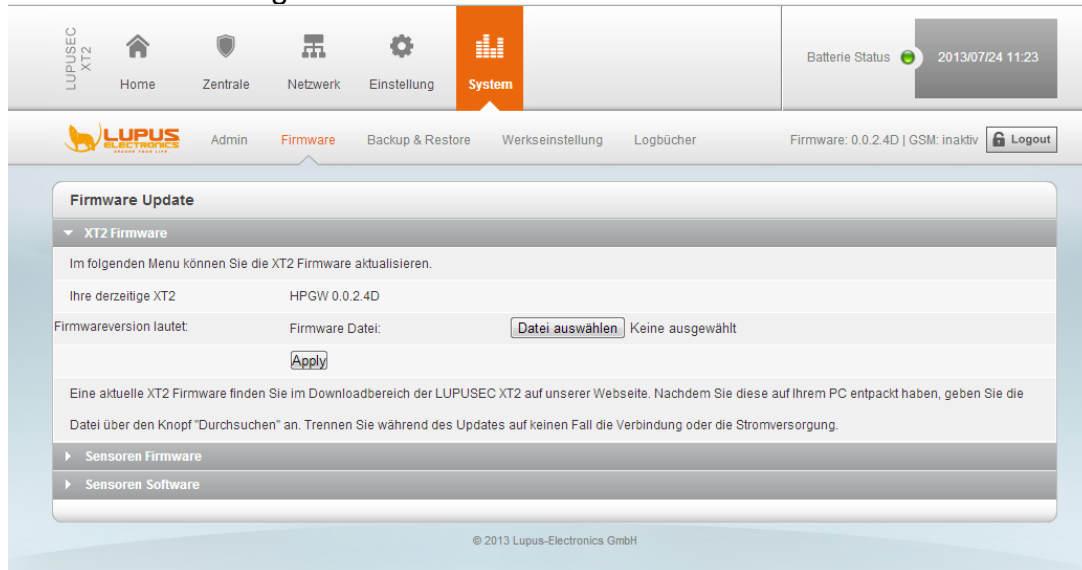 LUPUSEC
XT2
Home
Zentrale
Netzwerk
Einstellung
System
Batterie Status
2013/07/24 11:23
LUPUS
ELECTRONICS
Admin
Firmware
Backup & Restore
Werkseinstellung
Logbücher
Firmware: 0.0.2.4D | GSM: inaktiv
Logout
Firmware Update
XT2 Firmware
Im folgenden Menu können Sie die XT2 Firmware aktualisieren.
Ihre derzeitige XT2
HPGW 0.0.2.4D
Firmwareversion lautet:
Firmware Datei:
Datei auswählen Keine ausgewählt
Apply
Eine aktuelle XT2 Firmware finden Sie im Downloadbereich der LUPUSEC XT2 auf unserer Webseite. Nachdem Sie diese auf Ihrem PC entpackt haben, geben Sie die
Datei über den Knopf "Durchsuchen" an. Trennen Sie während des Updates auf keinen Fall die Verbindung oder die Stromversorgung.
Sensoren Firmware
Sensoren Software
© 2013 Lupus-Electronics GmbH